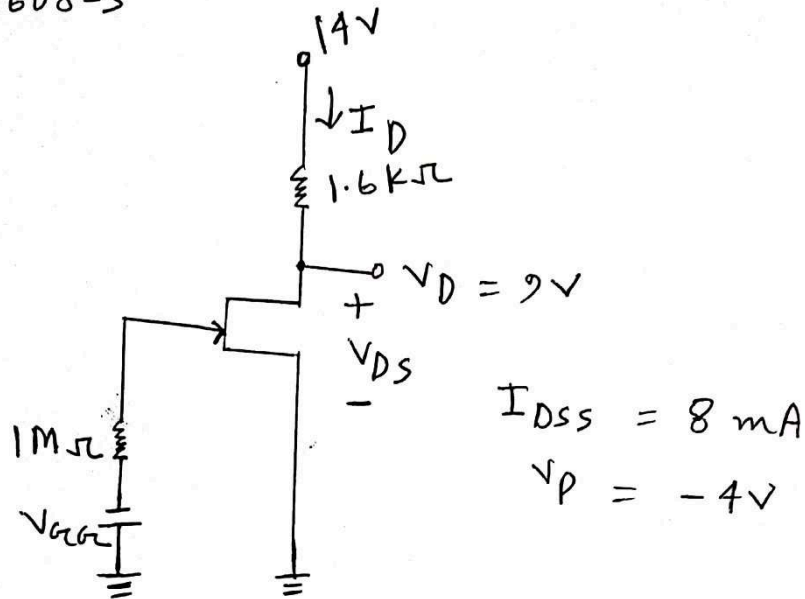 14V
↓I_D
1.6KΩ
V_D = 9V
+
V_DS
-
I_DSS = 8 mA
V_P = -4V
1MΩ
V_GG